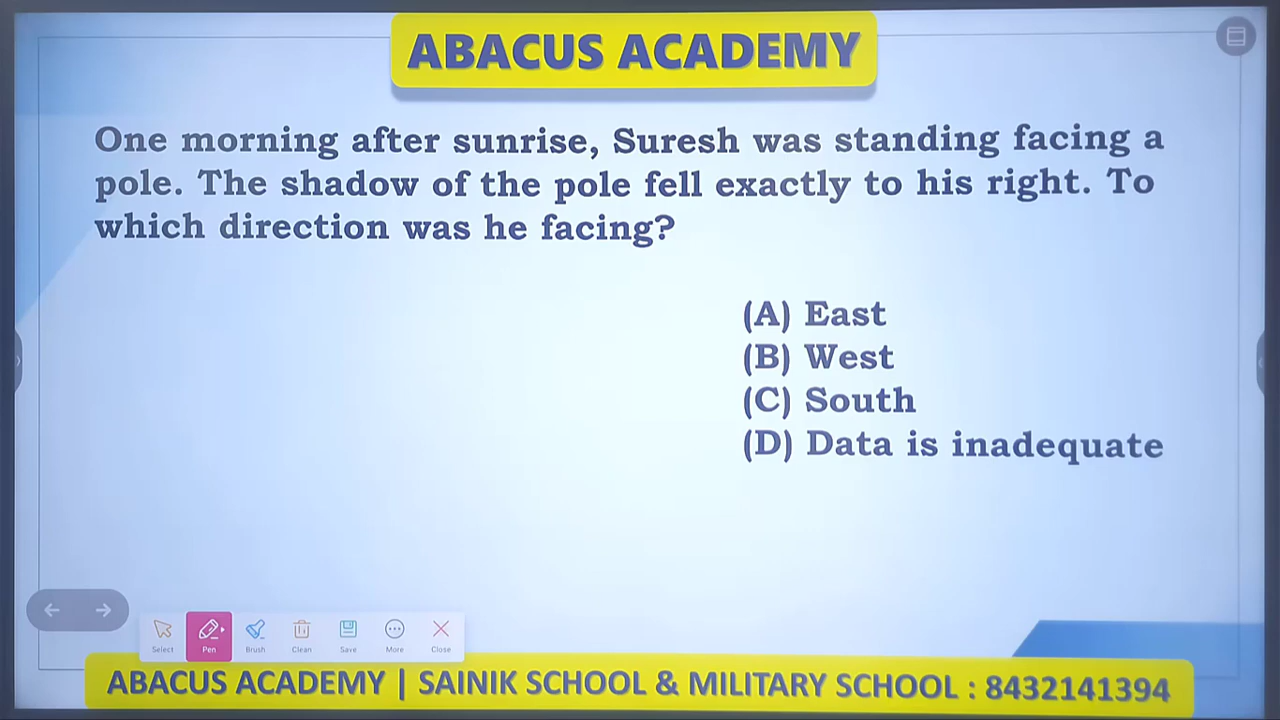 ABACUS ACADEMY
One morning after sunrise, Suresh was standing facing a
pole. The shadow of the pole fell exactly to his right. To
which direction was he facing?
(A) East
(B) West
(C) South
(D) Data is inadequate
Select
Pen
Brush
Clean
Save
More
Close
ABACUS ACADEMY | SAINIK SCHOOL & MILITARY SCHOOL : 8432141394